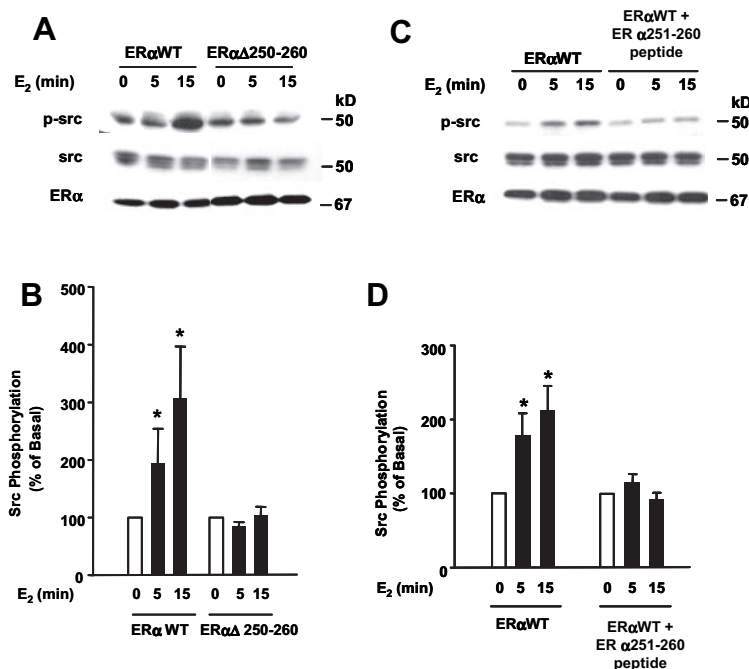 A
ERαWT ERαΔ250-260
E2 (min) 0 5 15 0 5 15
kD
p-src 50
src 50
ERα 67
C
ERαWT +
ER α251-260
peptide
ERαWT
E2 (min) 0 5 15 0 5 15
kD
p-src 50
src 50
ERα 67
B
Src Phosphorylation
(% of Basal)
500
400
300
200
100
0
* *
E2 (min) 0 5 15 0 5 15
ERα WT ERαΔ 250-260
D
Src Phosphorylation
(% of Basal)
300
200
100
0
* *
E2 (min) 0 5 15 0 5 15
ERαWT
ERαWT +
ER α251-260
peptide